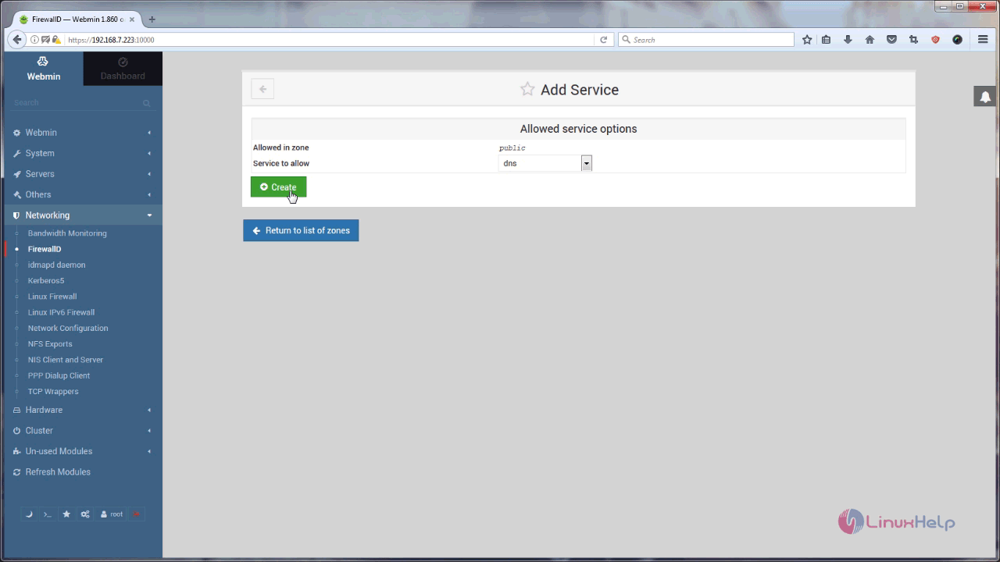 FirewallD — Webmin 1.860 o
https://192.168.7.223:10000
Search
Webmin
Dashboard
Search
Webmin
System
Servers
Others
Networking
Bandwidth Monitoring
FirewallD
idmapd daemon
Kerberos5
Linux Firewall
Linux IPv6 Firewall
Network Configuration
NFS Exports
NIS Client and Server
PPP Dialup Client
TCP Wrappers
Hardware
Cluster
Un-used Modules
Refresh Modules
root
Add Service
Allowed service options
Allowed in zone public
Service to allow dns
Create
Return to list of zones
LinuxHelp